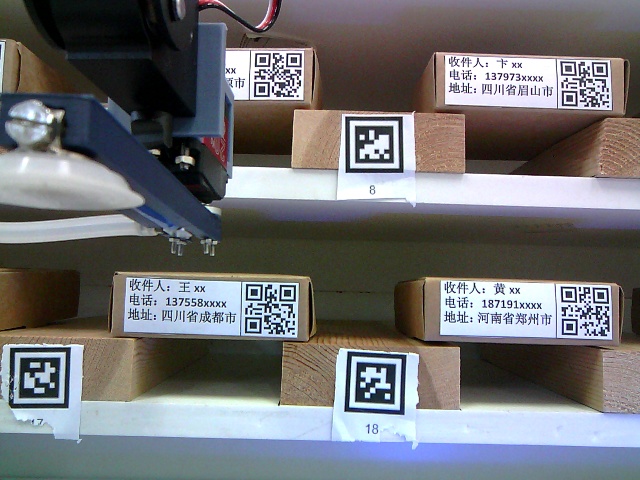 xx
市
收件人：卞 xx
电话：137973xxxx
地址：四川省眉山市
8
收件人：王 xx
电话：137558xxxx
地址：四川省成都市
收件人：黄 xx
电话：187191xxxx
地址：河南省郑州市
17
18